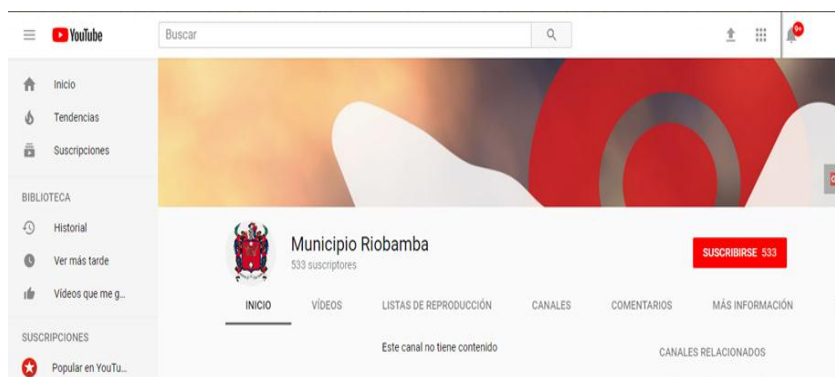 YouTube
Buscar
9+
Inicio
Tendencias
Suscripciones
BIBLIOTECA
Historial
Ver más tarde
Vídeos que me g...
SUSCRIPCIONES
Popular en YouTu...
Municipio Riobamba
533 suscriptores
SUSCRIBIRSE 533
INICIO VÍDEOS LISTAS DE REPRODUCCIÓN CANALES COMENTARIOS MÁS INFORMACIÓN
Este canal no tiene contenido
CANALES RELACIONADOS